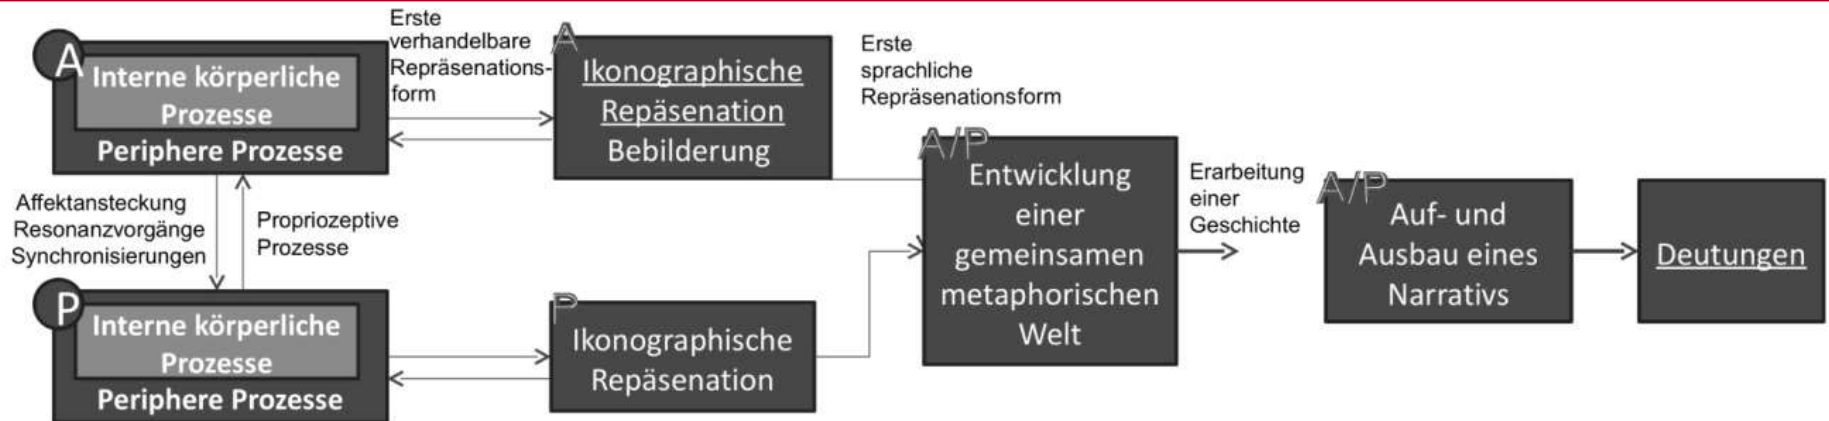 A
Interne körperliche
Prozesse
Periphere Prozesse
Erste
verhandelbare
Repräsenations-
form
A
Ikonographische
Repäsenation
Bebilderung
Erste
sprachliche
Repräsenationsform
Affektansteckung
Resonanzvorgänge
Synchronisierungen
Propriozeptive
Prozesse
P
Interne körperliche
Prozesse
Periphere Prozesse
P
Ikonographische
Repäsenation
A/P
Entwicklung
einer
gemeinsamen
metaphorischen
Welt
Erarbeitung
einer
Geschichte
A/P
Auf- und
Ausbau eines
Narrativs
Deutungen